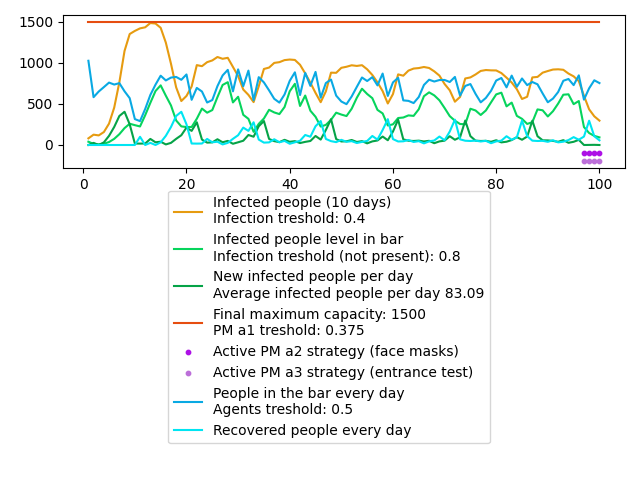 1500
1000
500
0
0
20
40
60
80
100
Infected people (10 days)
Infection treshold: 0.4
Infected people level in bar
Infection treshold (not present): 0.8
New infected people per day
Average infected people per day 83.09
Final maximum capacity: 1500
PM a1 treshold: 0.375
Active PM a2 strategy (face masks)
Active PM a3 strategy (entrance test)
People in the bar every day
Agents treshold: 0.5
Recovered people every day